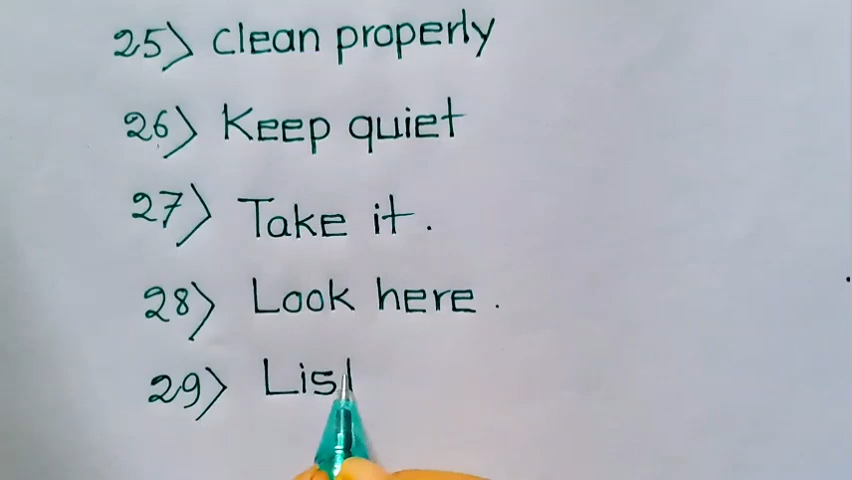 25) clean properly
26) Keep quiet
27) Take it.
28) Look here.
29) Lis